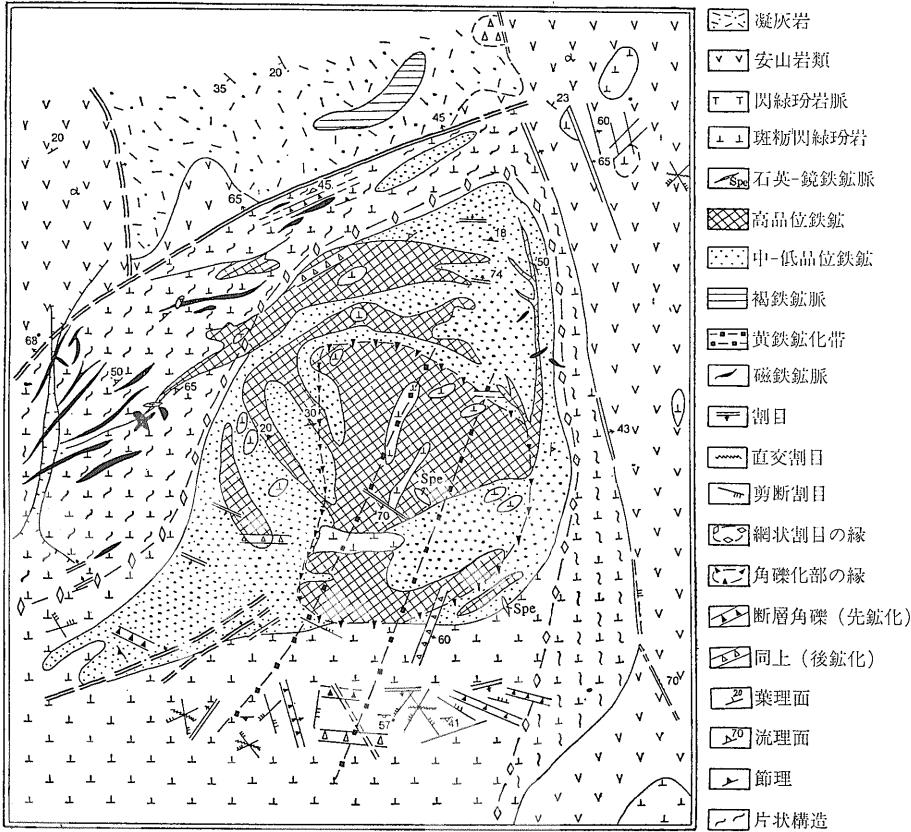 凝灰岩
安山岩類
閃緑玢岩脈
斑粝閃緑玢岩
Spe 石英-鏡鉄鉱脈
高品位鉄鉱
中-低品位鉄鉱
褐鉄鉱脈
黄鉄鉱化帯
磁鉄鉱脈
割目
直交割目
剪断割目
網状割目の縁
角礫化部の縁
断層角礫（先鉱化）
同上（後鉱化）
20 葉理面
70 流理面
節理
片状構造
α
20
35
45
23
60
65
20
α
65
45
18
74
50
68
50
65
30
20
43
Spe
70
Spe
60
70
57
41